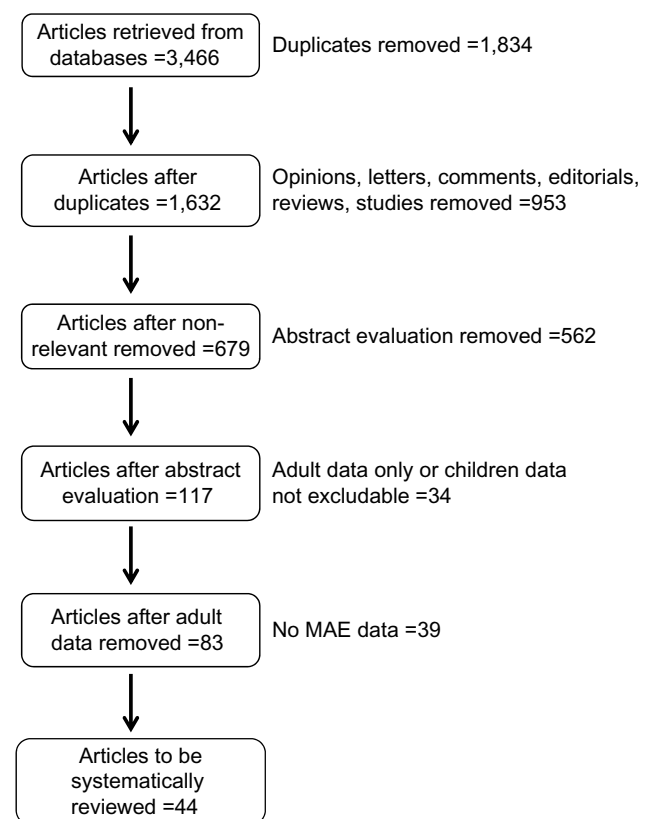 Articles retrieved from
databases =3,466
Duplicates removed =1,834
Articles after
duplicates =1,632
Opinions, letters, comments, editorials,
reviews, studies removed =953
Articles after non-
relevant removed =679
Abstract evaluation removed =562
Articles after abstract
evaluation =117
Adult data only or children data
not excludable =34
Articles after adult
data removed =83
No MAE data =39
Articles to be
systematically
reviewed =44